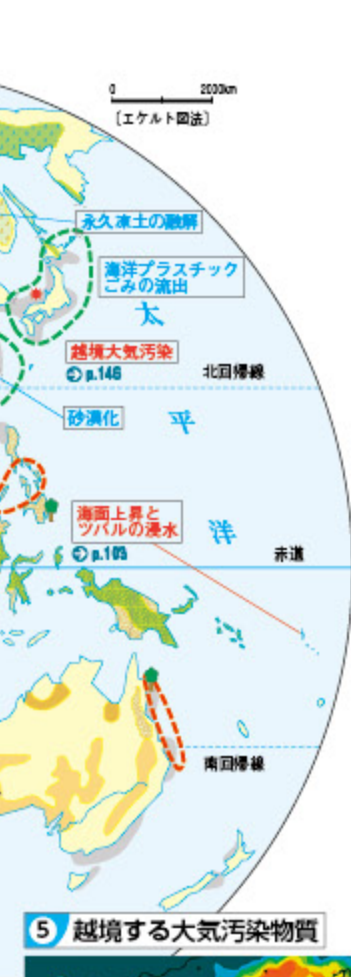 0 2000km
〔エケルト図法〕
永久凍土の融解
海洋プラスチック
ごみの流出
太
越境大気汚染
p.146
北回帰線
砂漠化
平
海面上昇と
ツバルの浸水
洋
p.103
赤道
南回帰線
5 越境する大気汚染物質